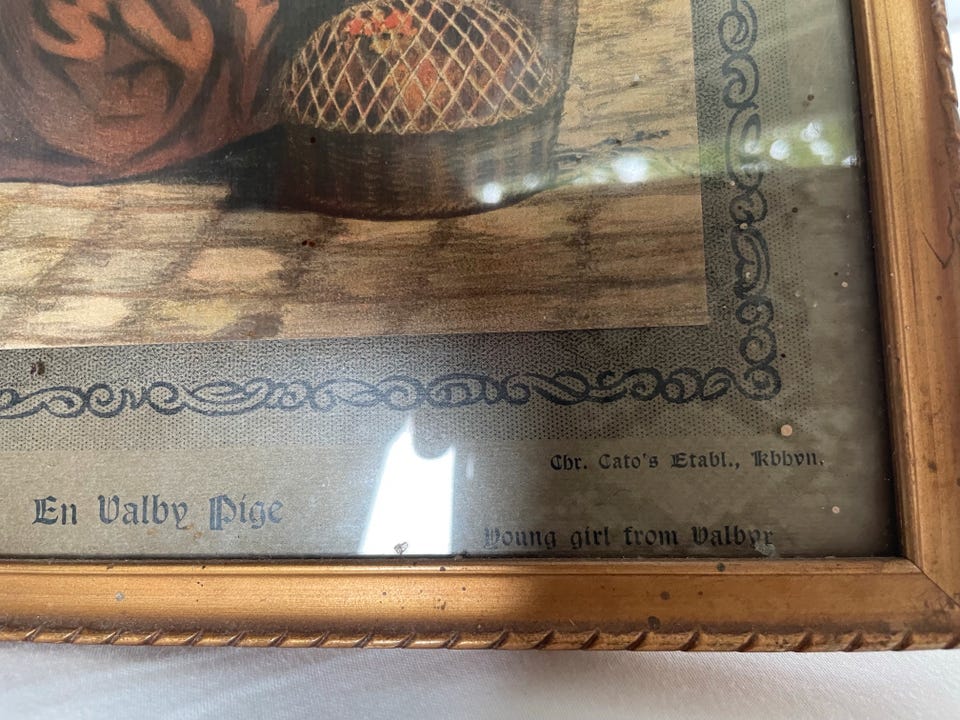 Chr. Cato's Etabl., Kbhvn.
En Valby Pige
Young girl from Valbyr